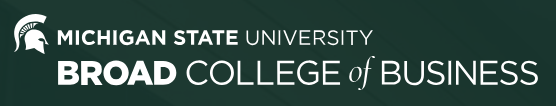 MICHIGAN STATE UNIVERSITY
BROAD COLLEGE of BUSINESS